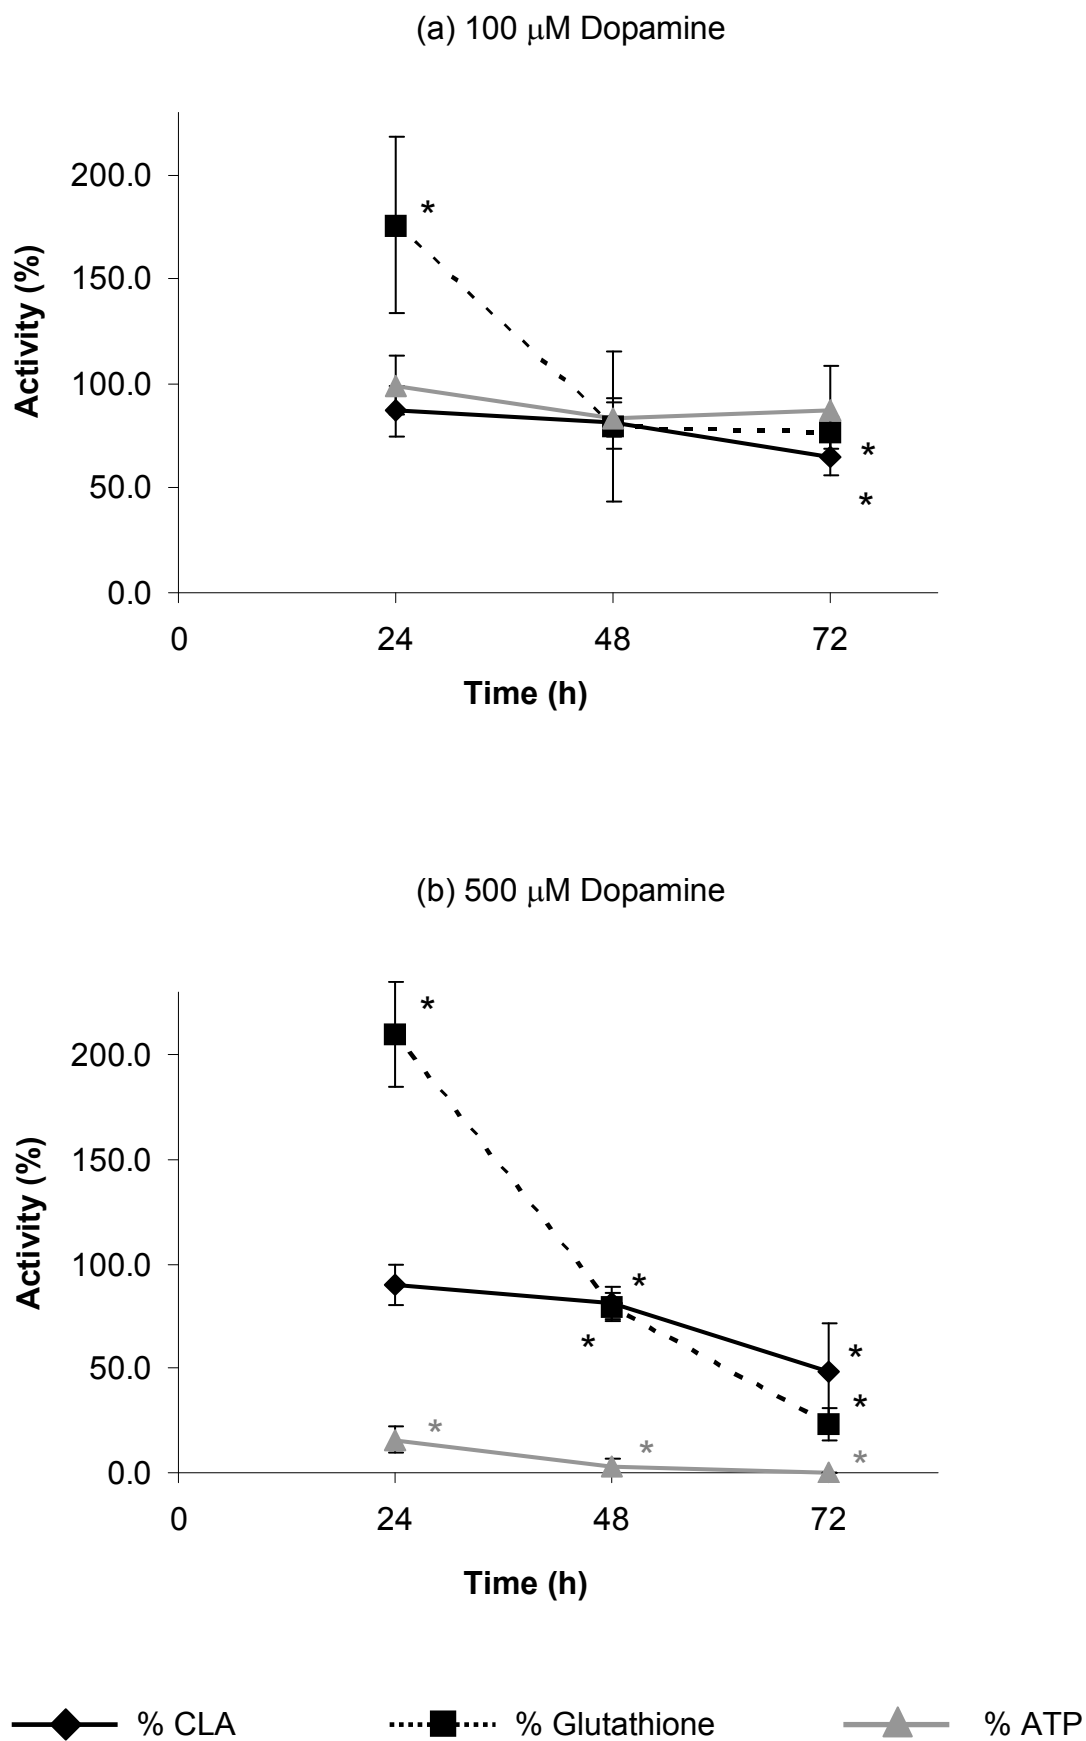 (a) 100 μM Dopamine
200.0
150.0
100.0
50.0
0.0
Activity (%)
*
*
*
0 24 48 72
Time (h)
(b) 500 μM Dopamine
200.0
150.0
100.0
50.0
0.0
Activity (%)
*
*
*
*
*
*
*
*
0 24 48 72
Time (h)
% CLA % Glutathione % ATP